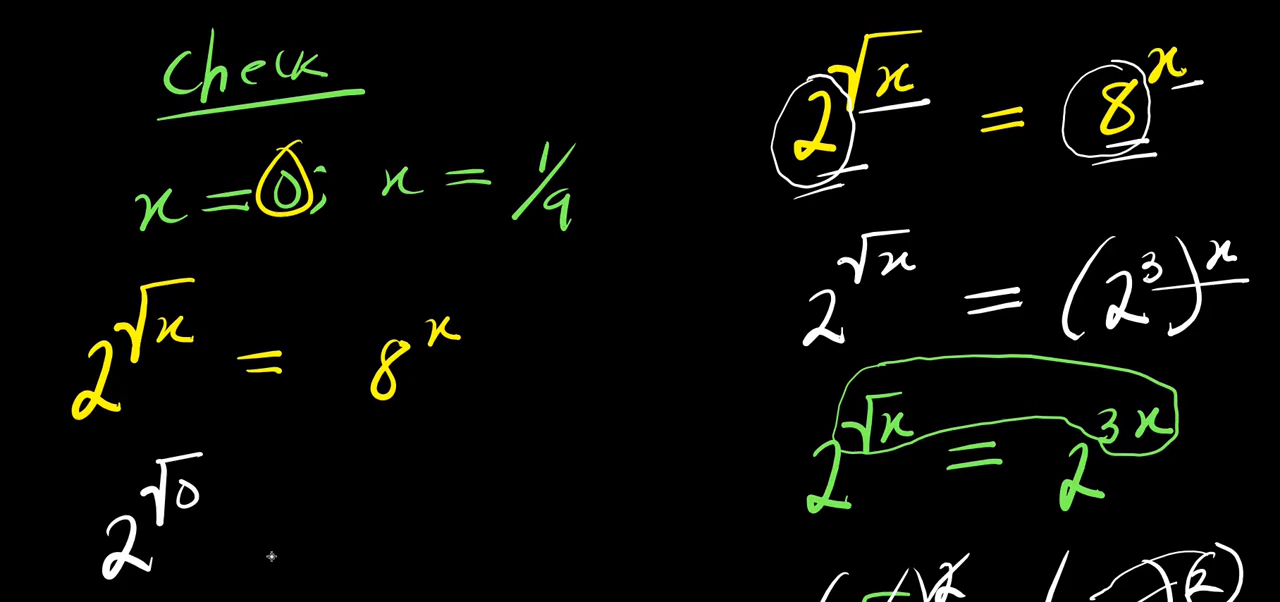 Check
x = 0; x = 1/9
2^√x = 8^x
2^√0
2^√x = 8^x
2^√x = (2^3)^x
2^√x = 2^3x